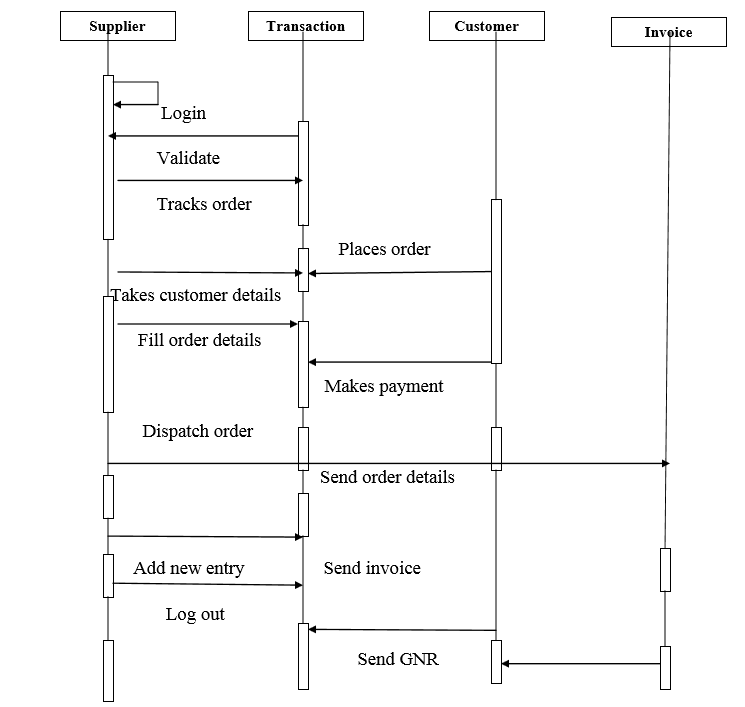 Supplier
Transaction
Customer
Invoice
Login
Validate
Tracks order
Places order
Takes customer details
Fill order details
Makes payment
Dispatch order
Send order details
Add new entry
Send invoice
Log out
Send GNR